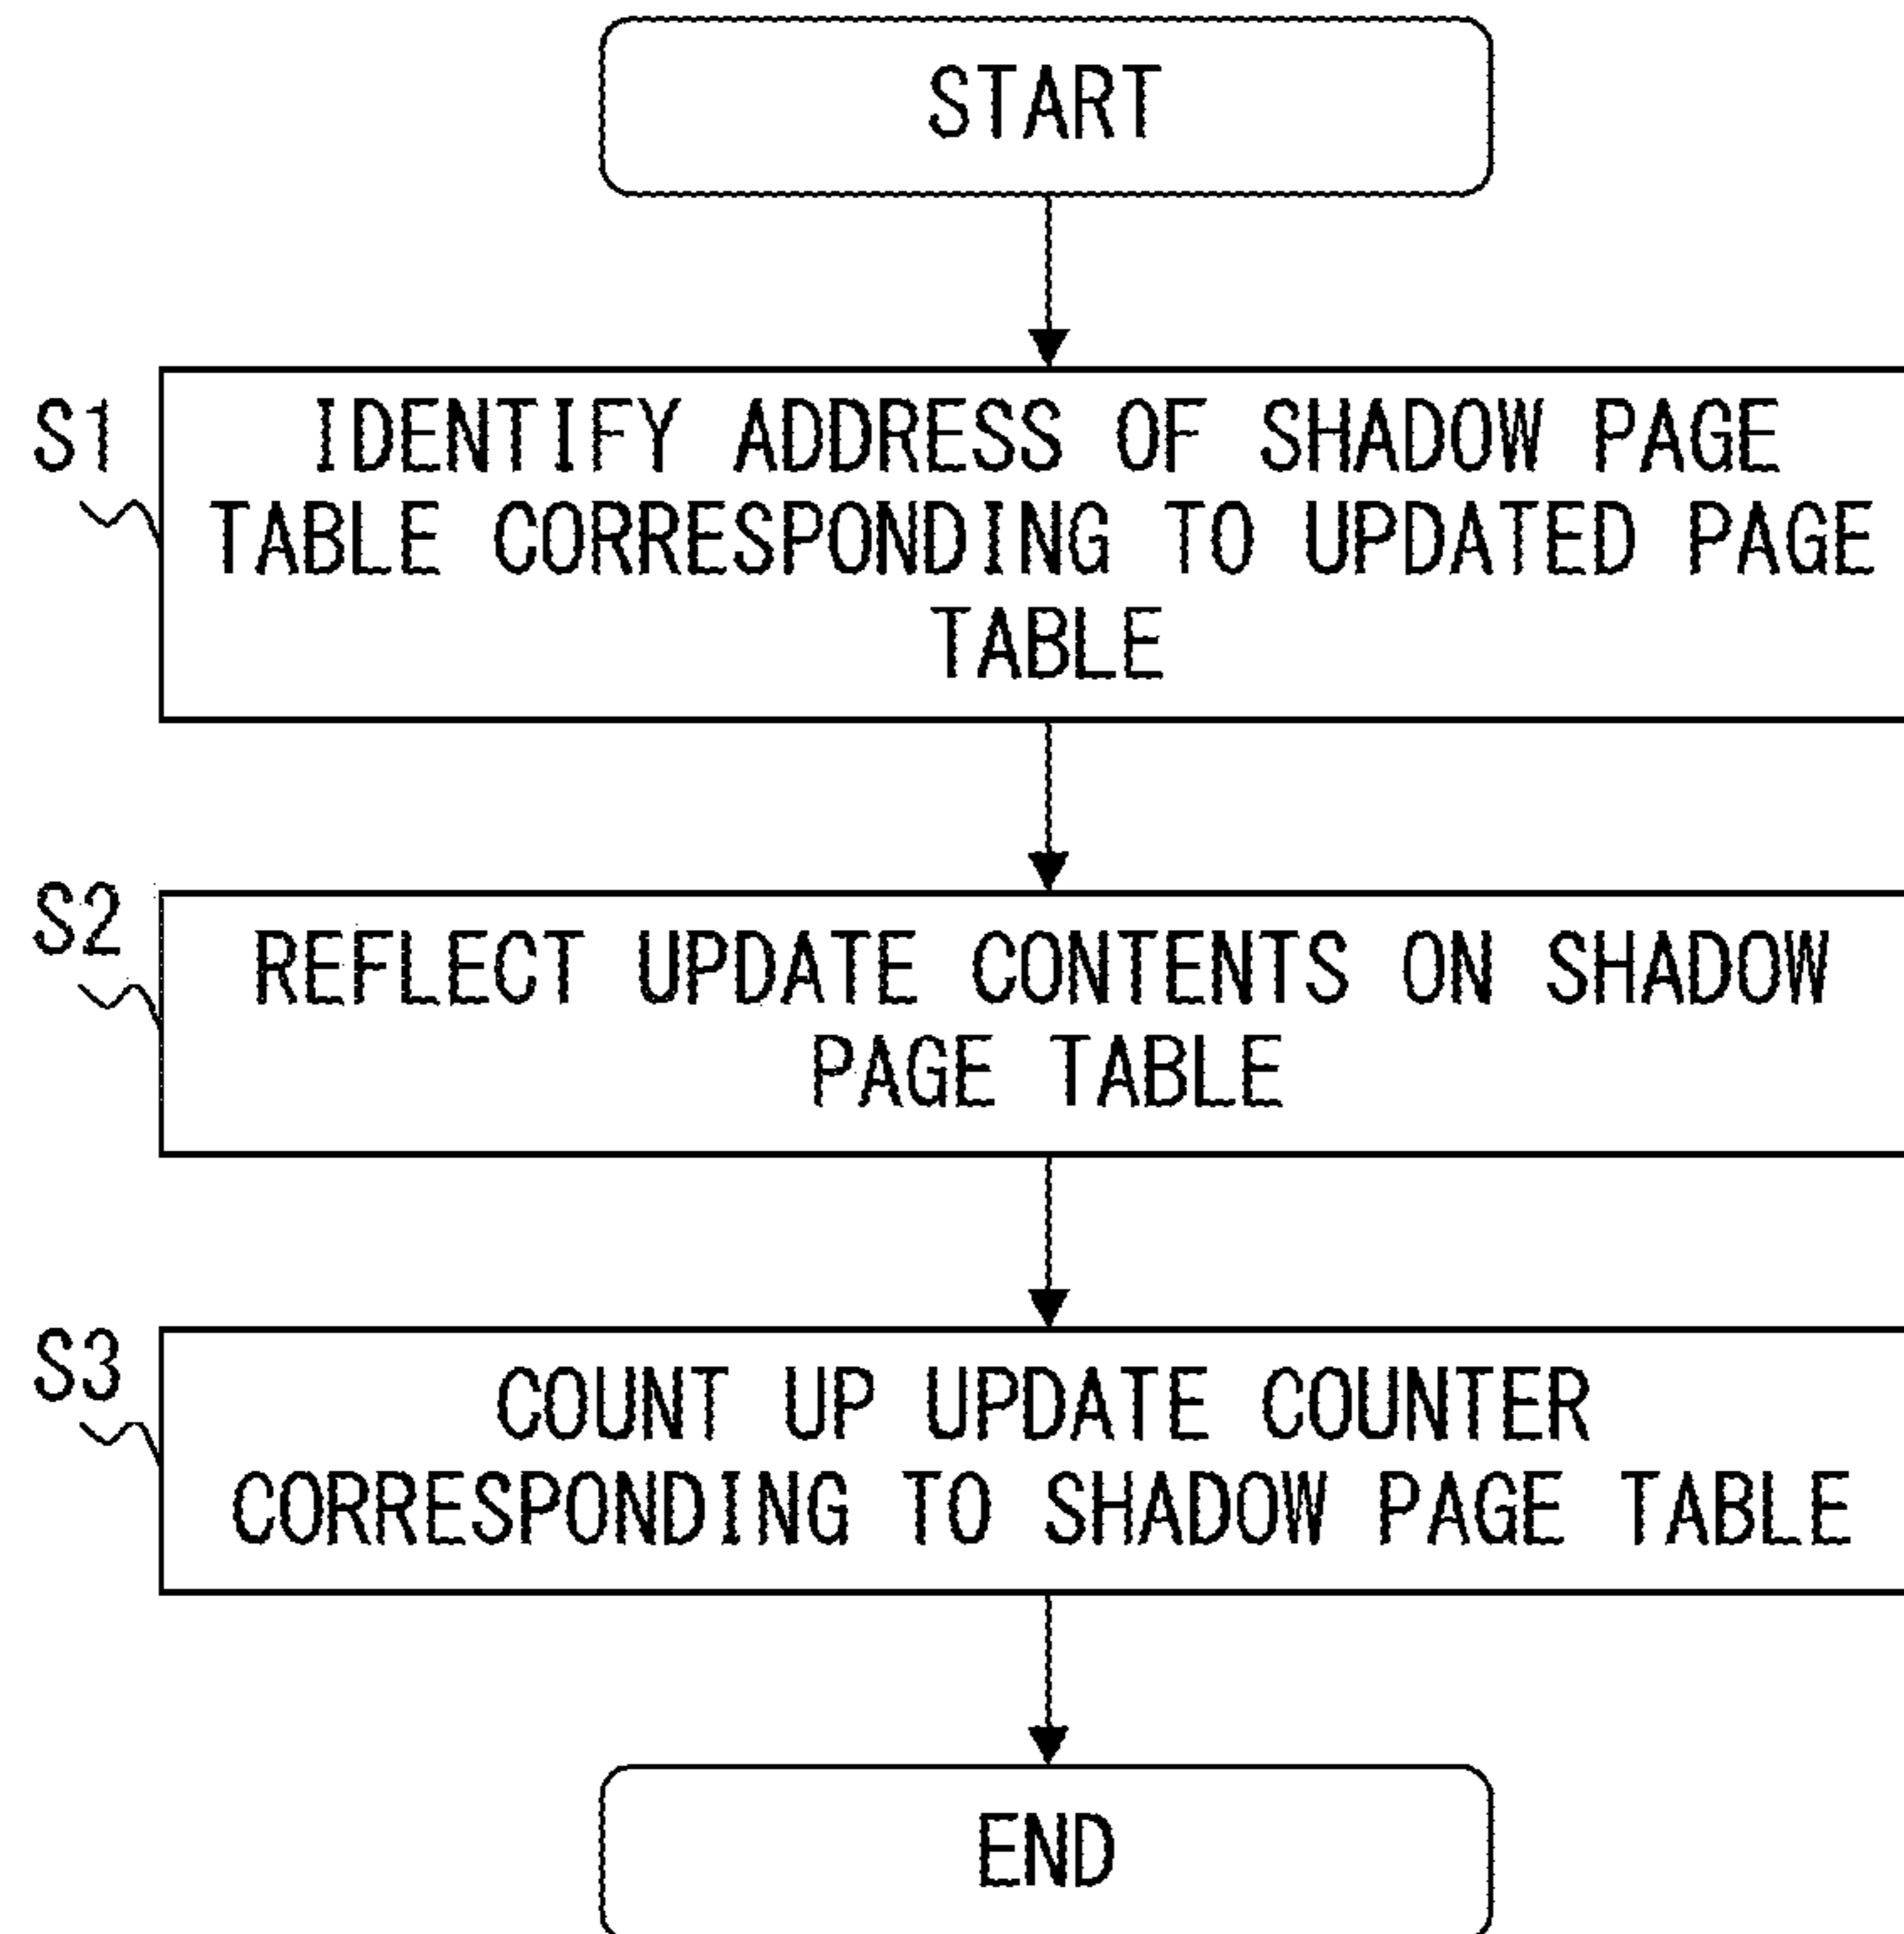 START
S1
IDENTIFY ADDRESS OF SHADOW PAGE
TABLE CORRESPONDING TO UPDATED PAGE
TABLE
S2
REFLECT UPDATE CONTENTS ON SHADOW
PAGE TABLE
S3
COUNT UP UPDATE COUNTER
CORRESPONDING TO SHADOW PAGE TABLE
END